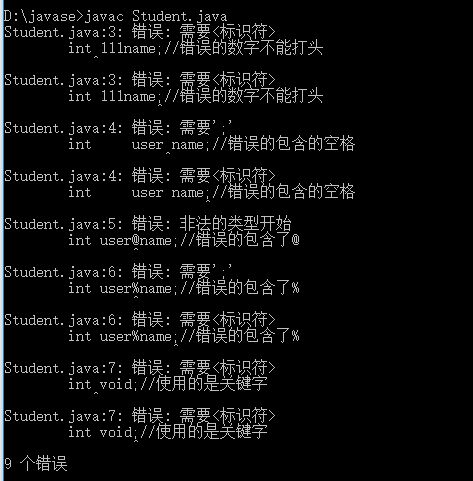 D:\javase>javac Student.java
Student.java:3: 错误: 需要<标识符>
int 111name;//错误的数字不能打头
^
Student.java:3: 错误: 需要<标识符>
int 111name;//错误的数字不能打头
^
Student.java:4: 错误: 需要';'
int    user name;//错误的包含的空格
^
Student.java:4: 错误: 需要<标识符>
int    user name;//错误的包含的空格
^
Student.java:5: 错误: 非法的类型开始
int user@name;//错误的包含了@
^
Student.java:6: 错误: 需要';'
int user%name;//错误的包含了%
^
Student.java:6: 错误: 需要<标识符>
int user%name;//错误的包含了%
^
Student.java:7: 错误: 需要<标识符>
int void;//使用的是关键字
^
Student.java:7: 错误: 需要<标识符>
int void;//使用的是关键字
^
9 个错误